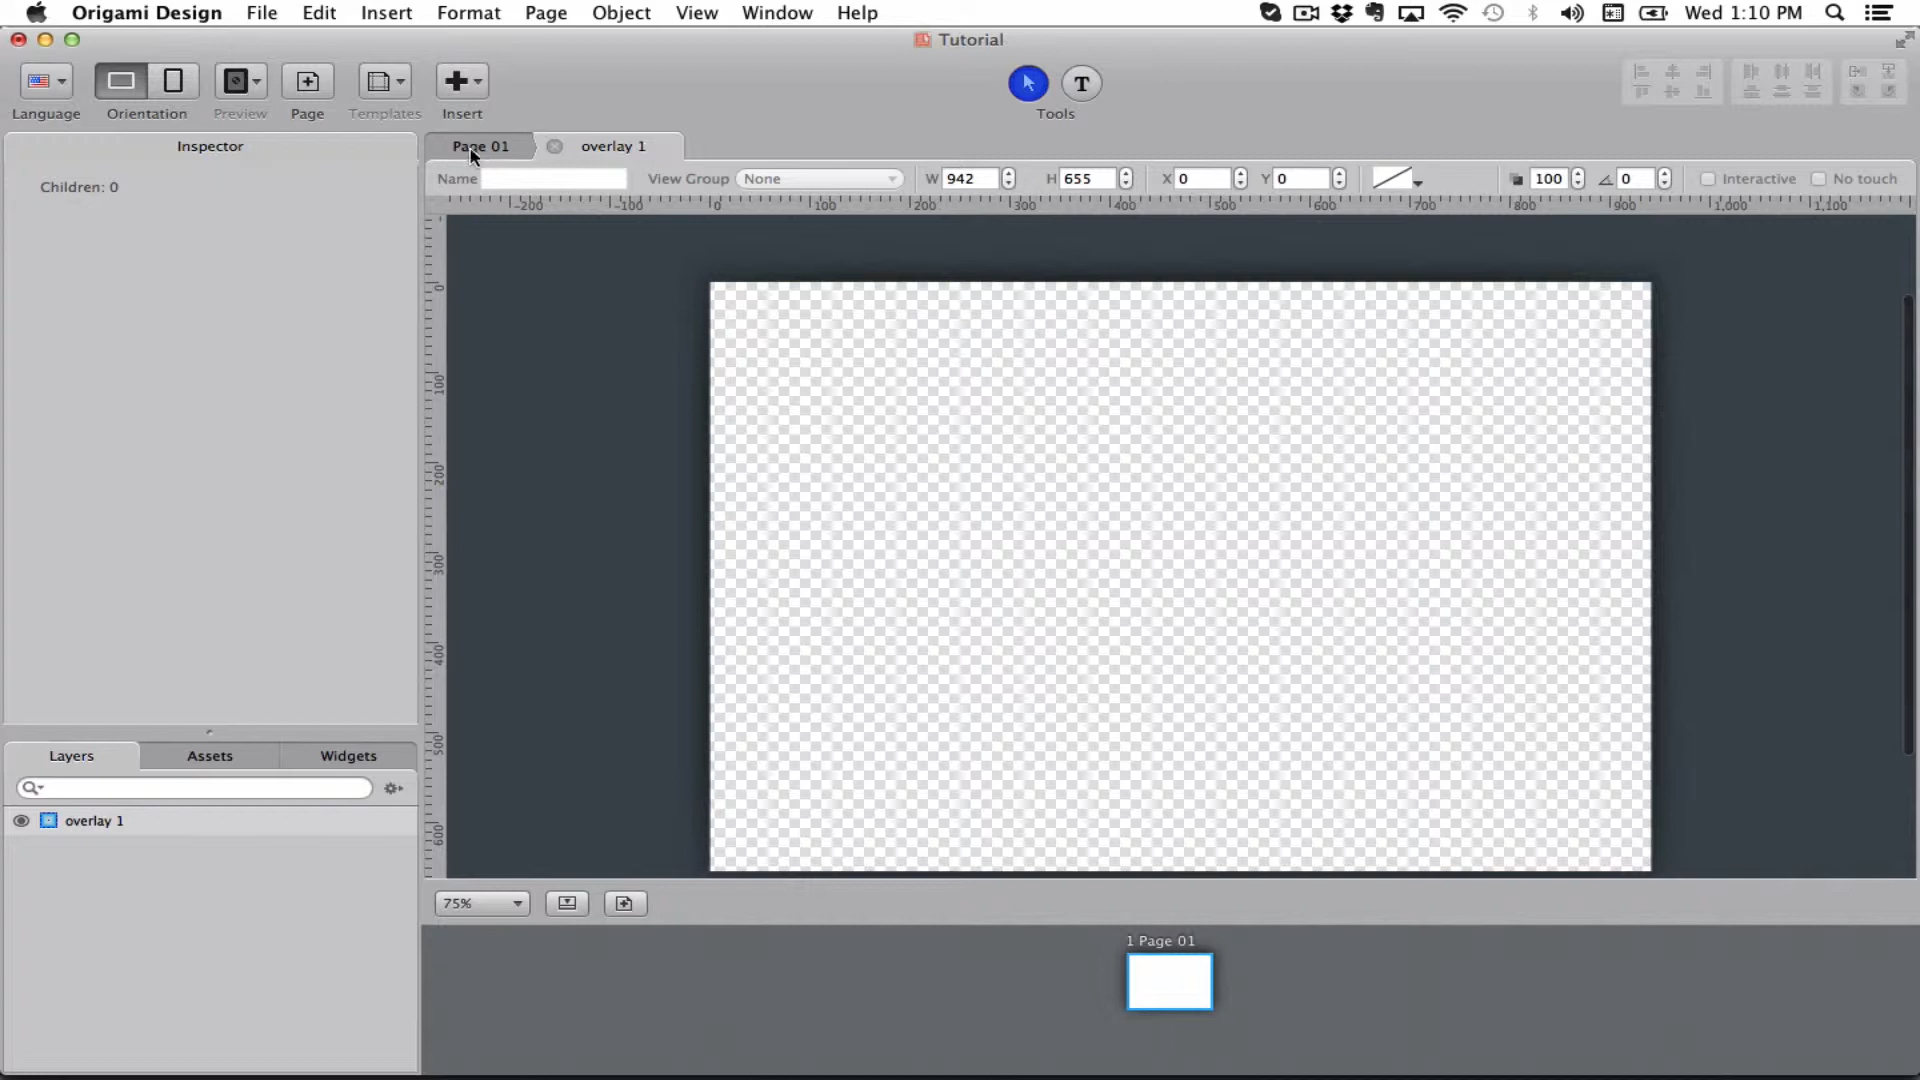 Origami Design File Edit Insert Format Page Object View Window Help Wed 1:10 PM
Tutorial
T
Language Orientation Preview Page Templates Insert Tools
Inspector Page 01 overlay 1
Name View Group None W 942 H 655 X 0 Y 0 100 0 Interactive No touch
Children: 0
-200 -100 0 100 200 300 400 500 600 700 800 900 1,000 1,100
0
100
200
300
400
500
600
Layers Assets Widgets
overlay 1
75%
1 Page 01